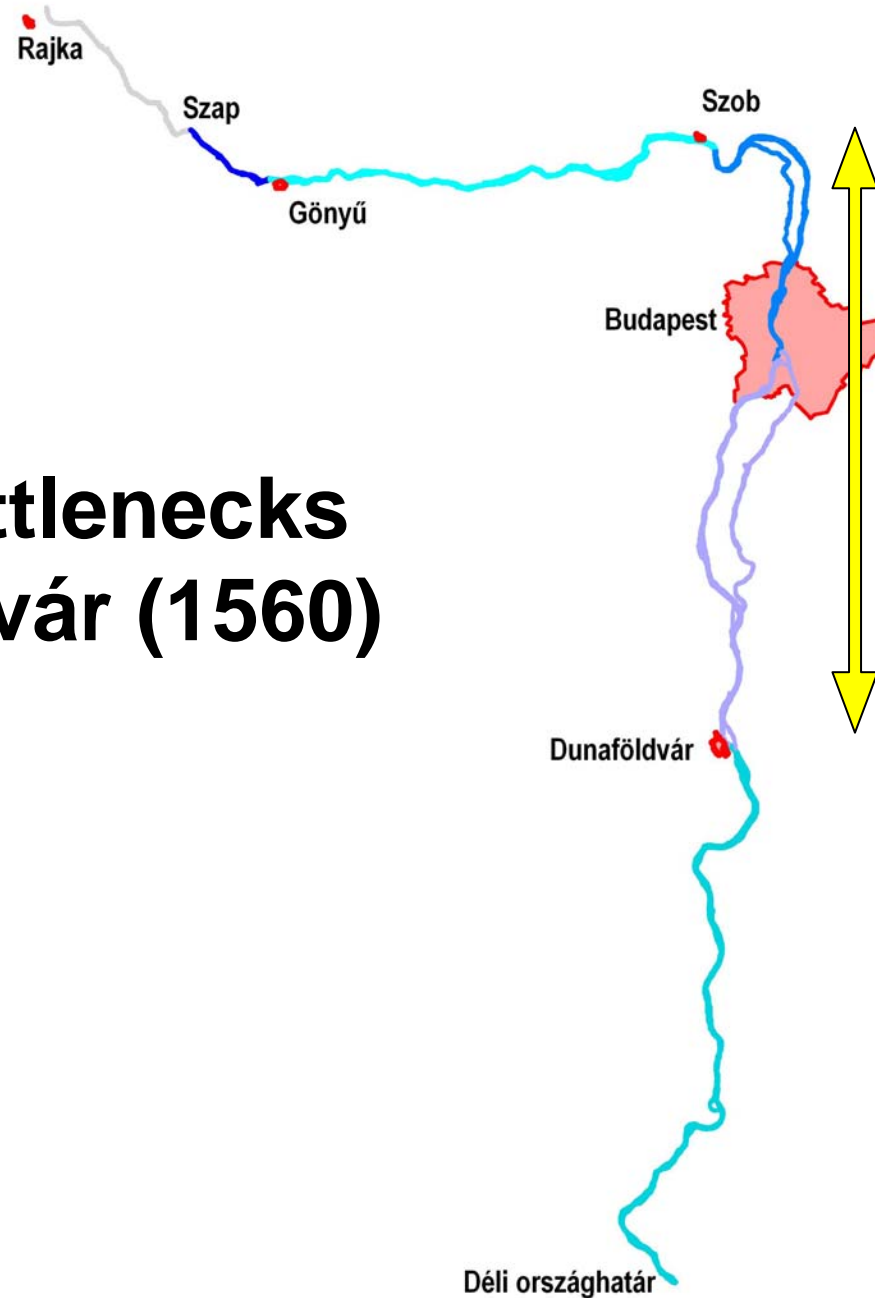 Rajka
Szap
Szob
Gönyű
Budapest
ttlenecks
vár (1560)
Dunaföldvár
Déli országhatár